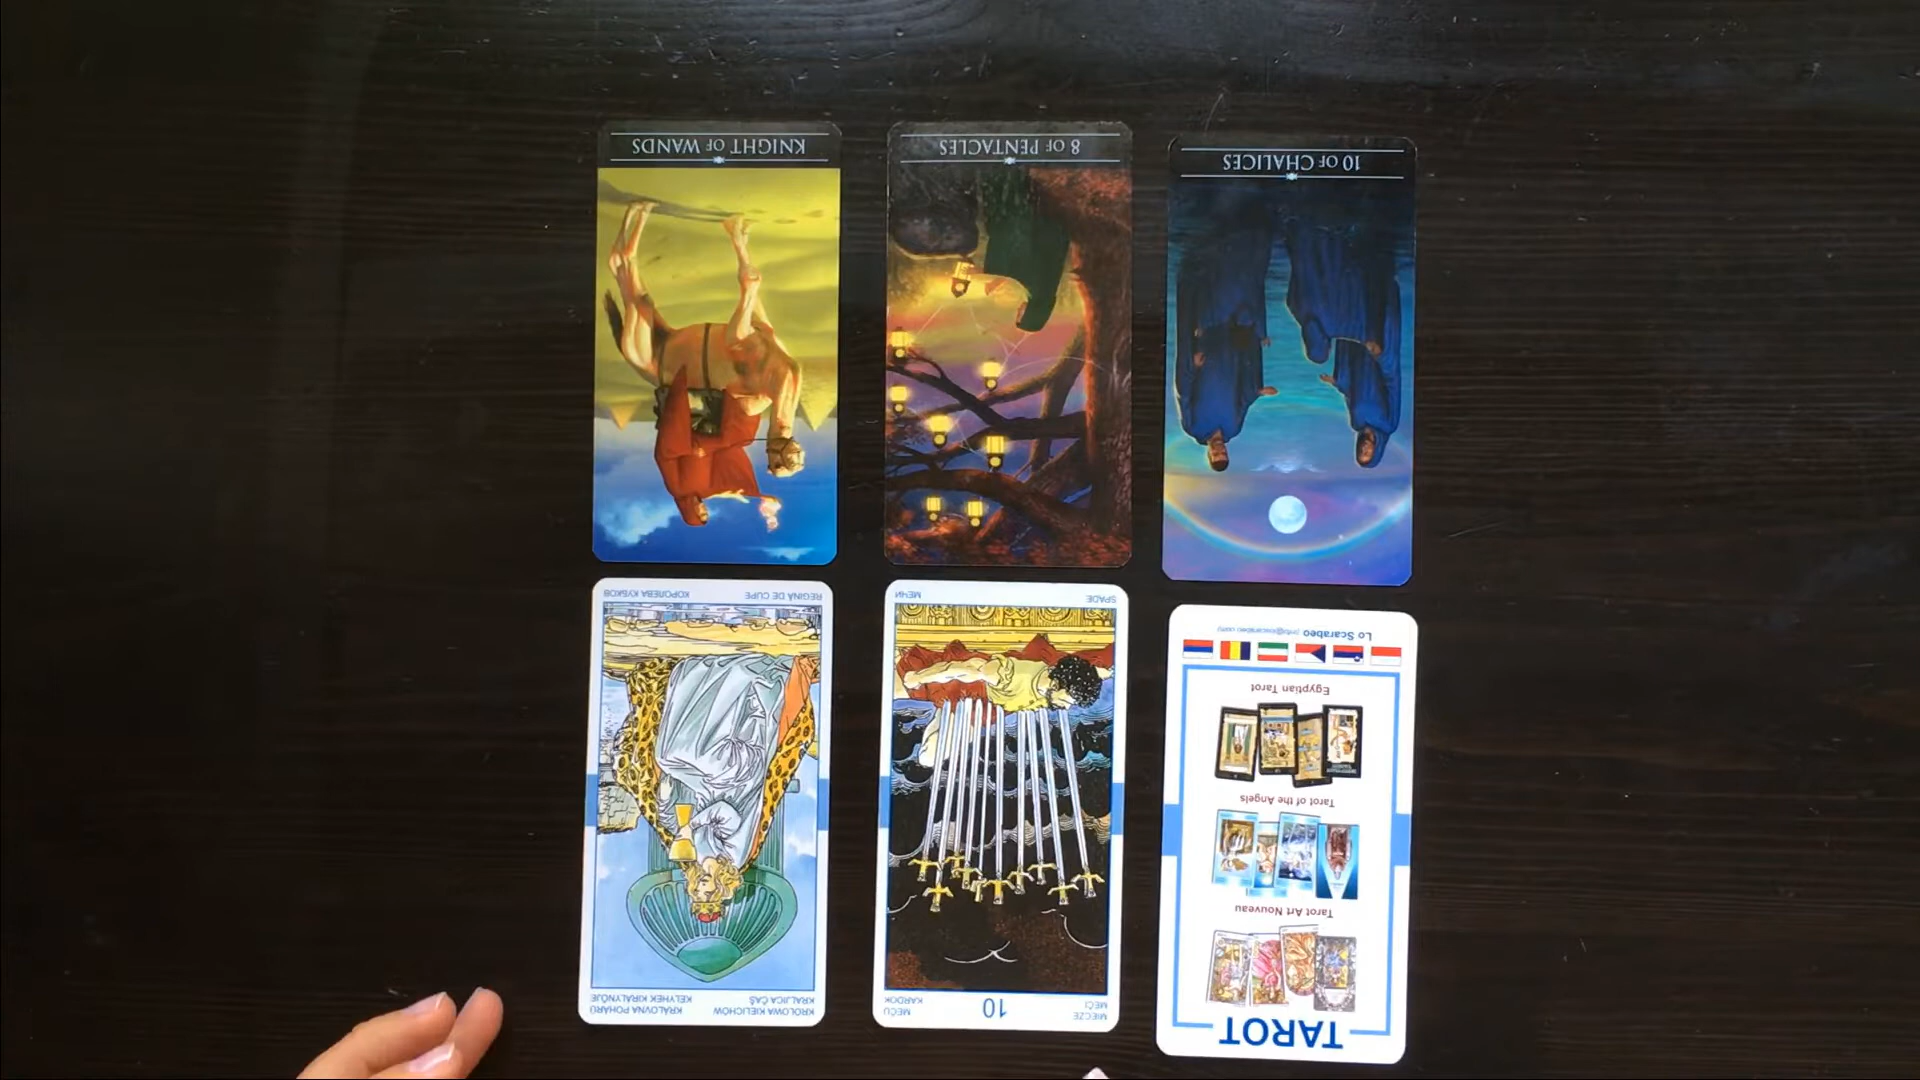 KNIGHT OF WANDS
8 OF PENTACLES
10 OF CHALICES
REGINĂ DE CUPE
КОРОЛЕВА КУБКОВ
KRÓLOWA KIELICHÓW
KRÁLOVNA POHÁRŮ
KRALJICA ČAŠ
KELYHEK KIRÁLYNŐJE
SPADE
МЕЧИ
10
MIECZE
MEČŮ
MEČI
KARDOK
TAROT
Tarot Art Nouveau
Tarot of the Angels
Egyptian Tarot
Lo Scarabeo